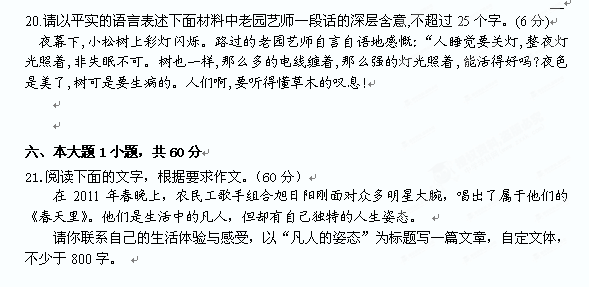 20.请以平实的语言表述下面材料中老园艺师一段话的深层含意,不超过 25 个字。(6 分)
夜幕下,小松树上彩灯闪烁。路过的老园艺师自言自语地感慨:“人睡觉要关灯,整夜灯
光照着,非失眠不可。树也一样,那么多的电线缠着,那么强的灯光照着,能活得好吗?夜色
是美了,树可是要生病的。人们啊,要听得懂草木的叹息!
六、本大题 1 小题，共 60 分
21.阅读下面的文字，根据要求作文。（60 分）
在 2011 年春晚上，农民工歌手组合旭日阳刚面对众多明星大腕，唱出了属于他们的
《春天里》。他们是生活中的凡人，但却有自己独特的人生姿态。
请你联系自己的生活体验与感受，以“凡人的姿态”为标题写一篇文章，自定文体，
不少于 800 字。